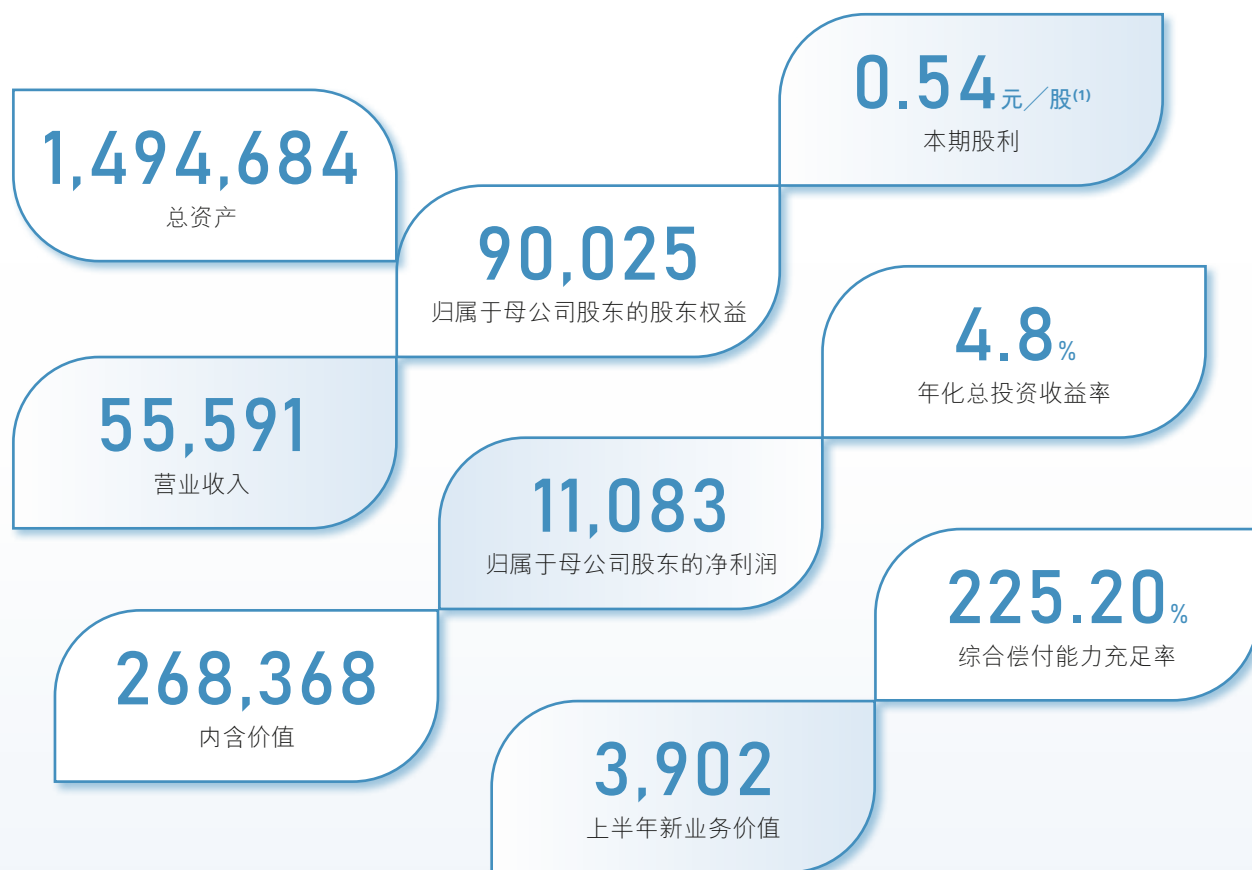 0.54元／股(1)
本期股利
1,494,684
总资产
90,025
归属于母公司股东的股东权益
4.8%
年化总投资收益率
55,591
营业收入
11,083
归属于母公司股东的净利润
225.20%
综合偿付能力充足率
268,368
内含价值
3,902
上半年新业务价值